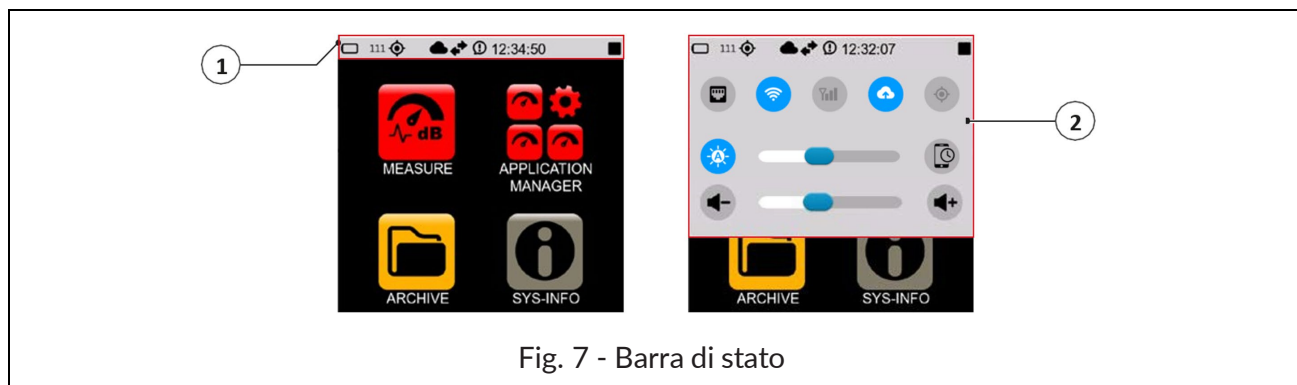 1
111 12:34:50
dB
MEASURE
APPLICATION
MANAGER
ARCHIVE
SYS-INFO
111 12:32:07
A
ARCHIVE
SYS-INFO
2
Fig. 7 - Barra di stato